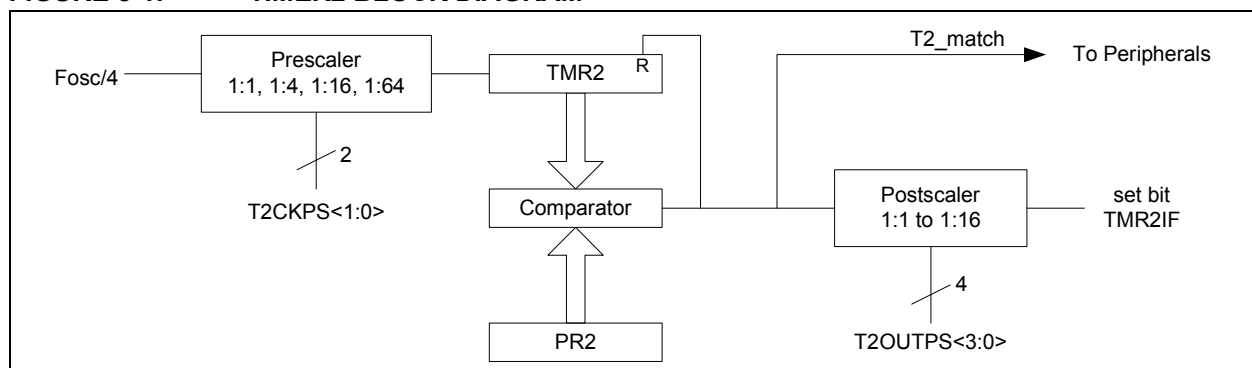 T2_match
To Peripherals
Prescaler
1:1, 1:4, 1:16, 1:64
Fosc/4
TMR2
R
2
T2CKPS<1:0>
Comparator
Postscaler
1:1 to 1:16
set bit
TMR2IF
4
T2OUTPS<3:0>
PR2